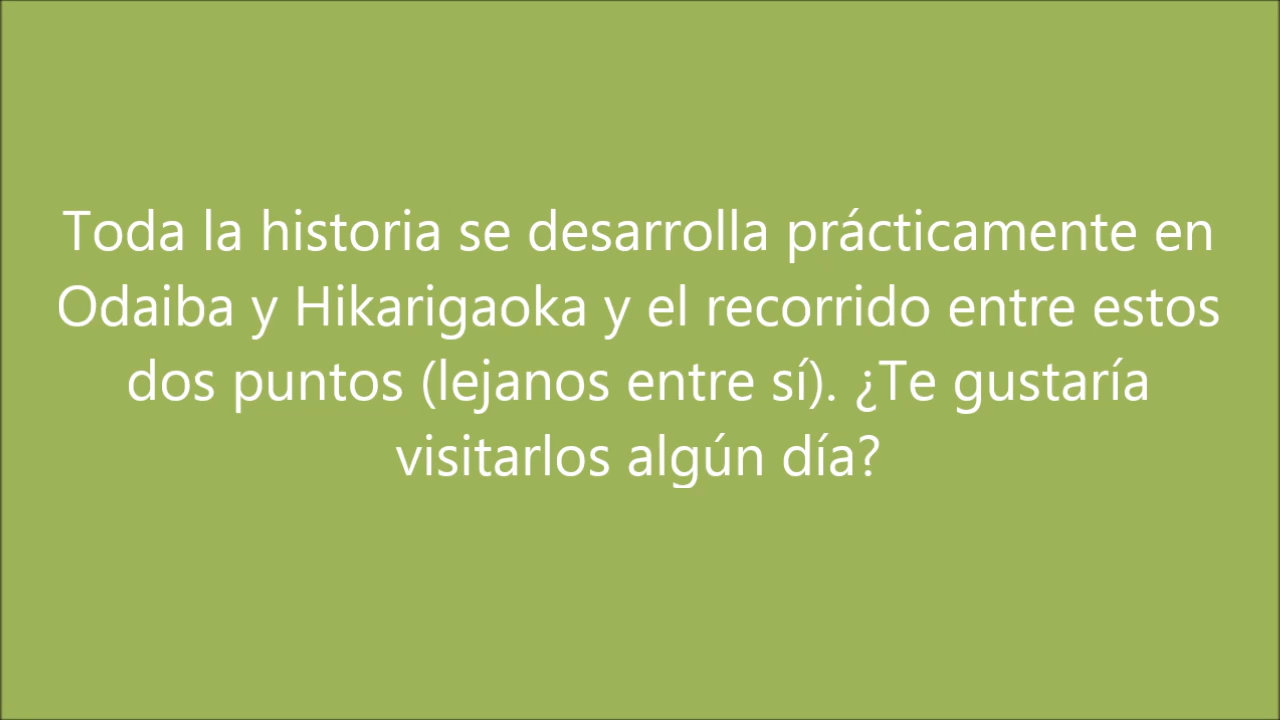 Toda la historia se desarrolla prácticamente en
Odaiba y Hikarigaoka y el recorrido entre estos
dos puntos (lejanos entre sí). ¿Te gustaría
visitarlos algún día?